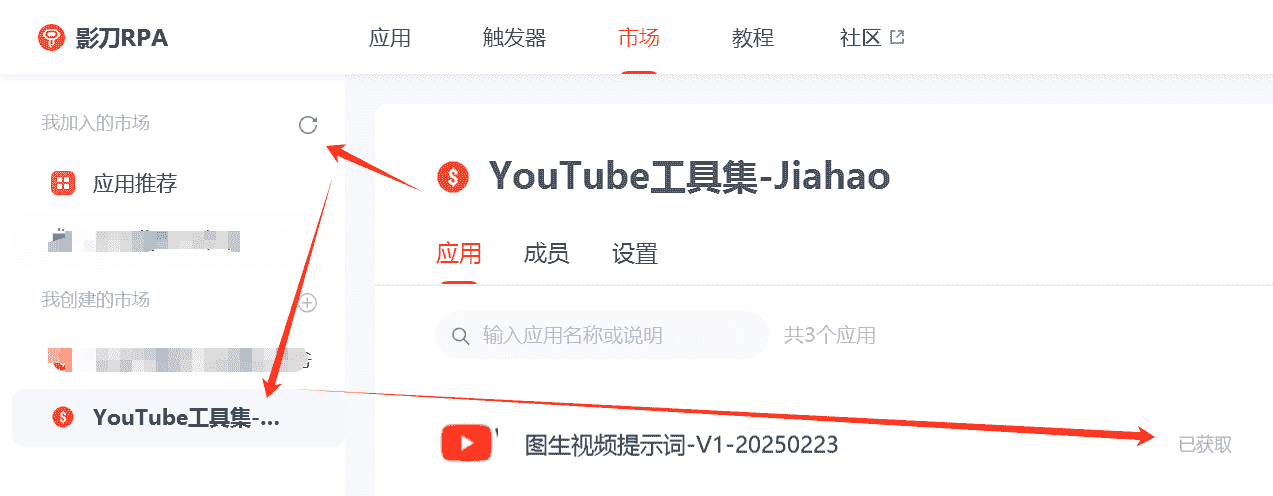 影刀RPA
应用 触发器 市场 教程 社区
我加入的市场
应用推荐
我创建的市场
YouTube工具集-...
YouTube工具集-Jiahao
应用 成员 设置
输入应用名称或说明 共3个应用
图生视频提示词-V1-20250223 已获取